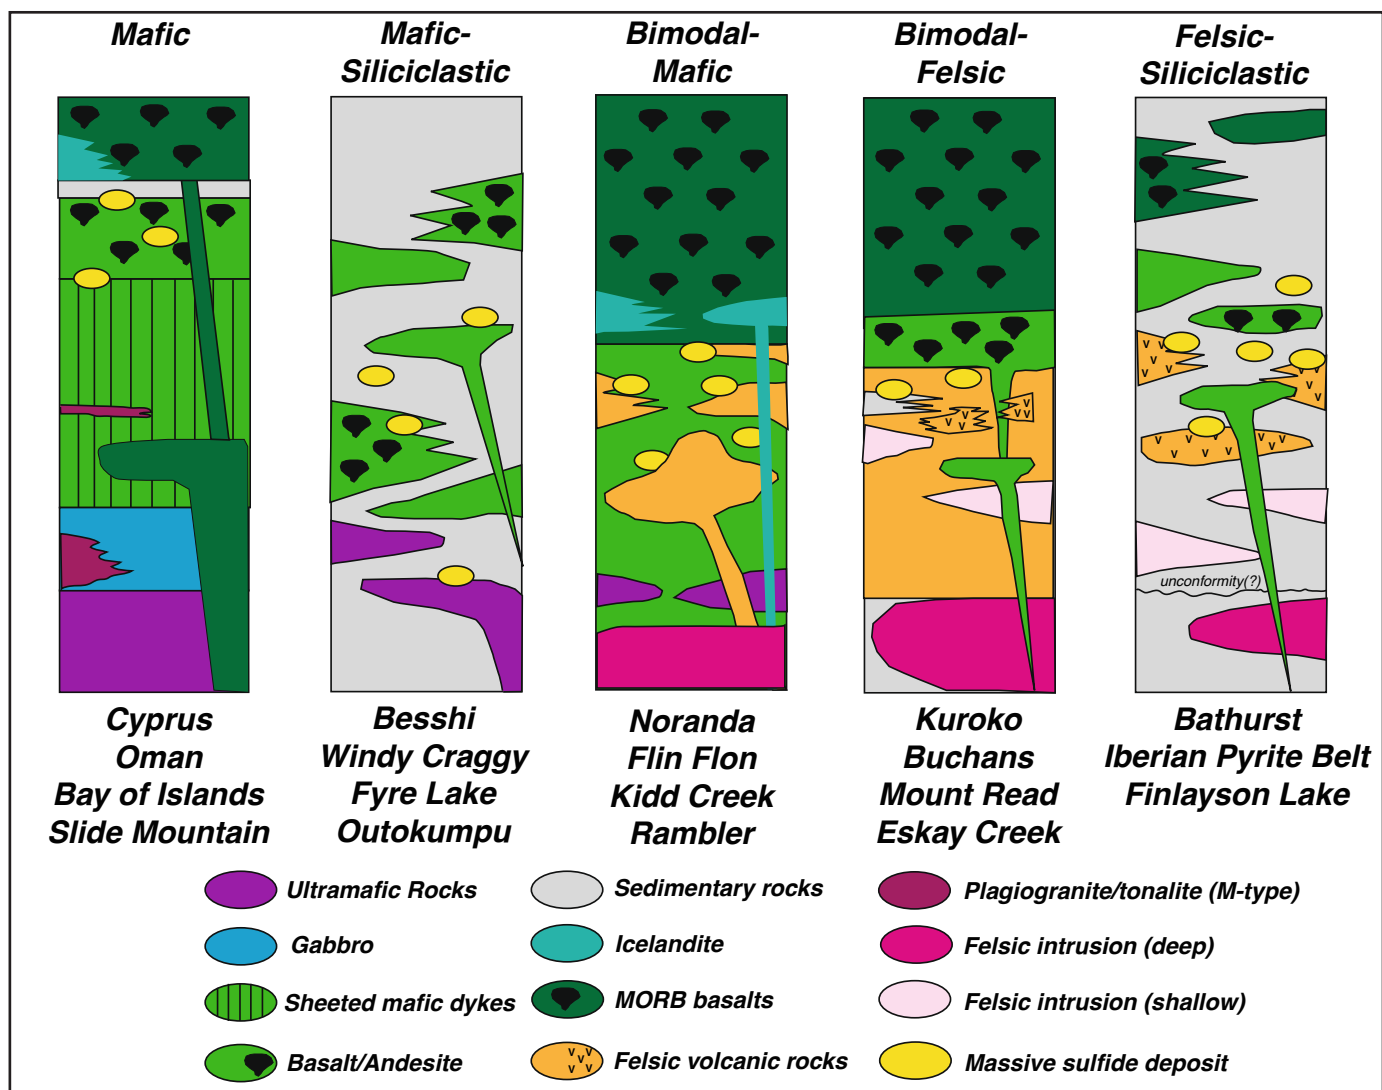 Mafic
Mafic-
Siliciclastic
Bimodal-
Mafic
Bimodal-
Felsic
Felsic-
Siliciclastic
unconformity(?)
Cyprus
Oman
Bay of Islands
Slide Mountain
Besshi
Windy Craggy
Fyre Lake
Outokumpu
Noranda
Flin Flon
Kidd Creek
Rambler
Kuroko
Buchans
Mount Read
Eskay Creek
Bathurst
Iberian Pyrite Belt
Finlayson Lake
Ultramafic Rocks
Gabbro
Sheeted mafic dykes
Basalt/Andesite
Sedimentary rocks
Icelandite
MORB basalts
Felsic volcanic rocks
Plagiogranite/tonalite (M-type)
Felsic intrusion (deep)
Felsic intrusion (shallow)
Massive sulfide deposit